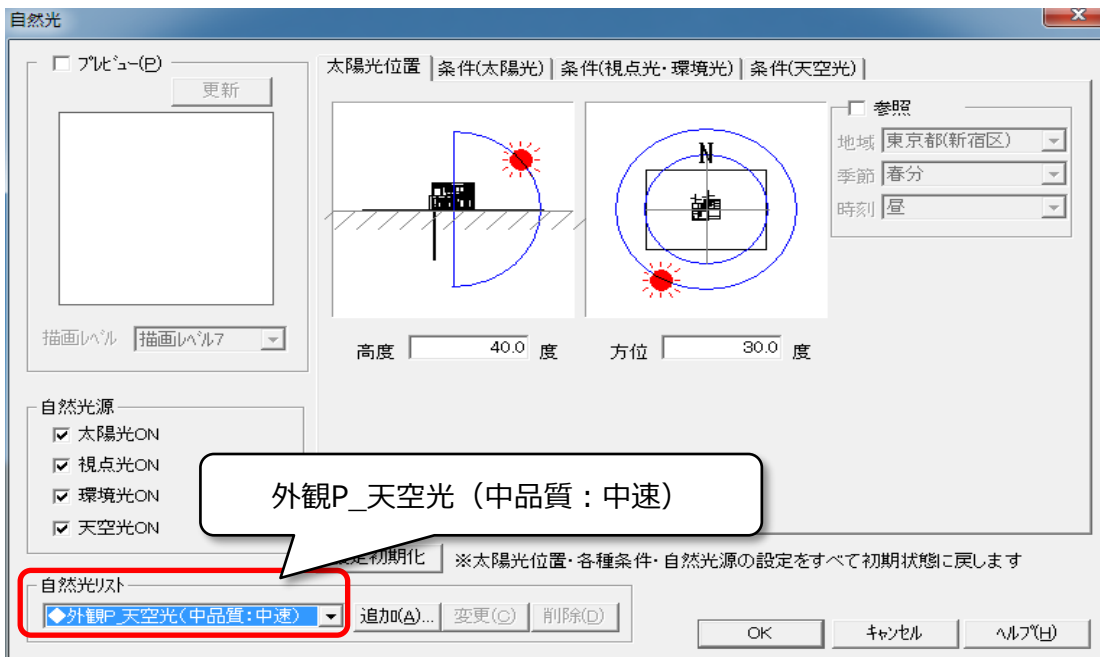 自然光
プレビュー(P)
更新
描画レベル 描画レベル7
自然光源
太陽光ON
視点光ON
環境光ON
天空光ON
太陽光位置 条件(太陽光) 条件(視点光・環境光) 条件(天空光)
N
高度 40.0 度 方位 30.0 度
参照
地域 東京都(新宿区)
季節 春分
時刻 昼
外観P_天空光（中品質：中速）
定初期化 ※太陽光位置・各種条件・自然光源の設定をすべて初期状態に戻します
自然光リスト
◆外観P_天空光(中品質:中速) 追加(A)... 変更(C) 削除(D)
OK キャンセル ヘルプ(H)